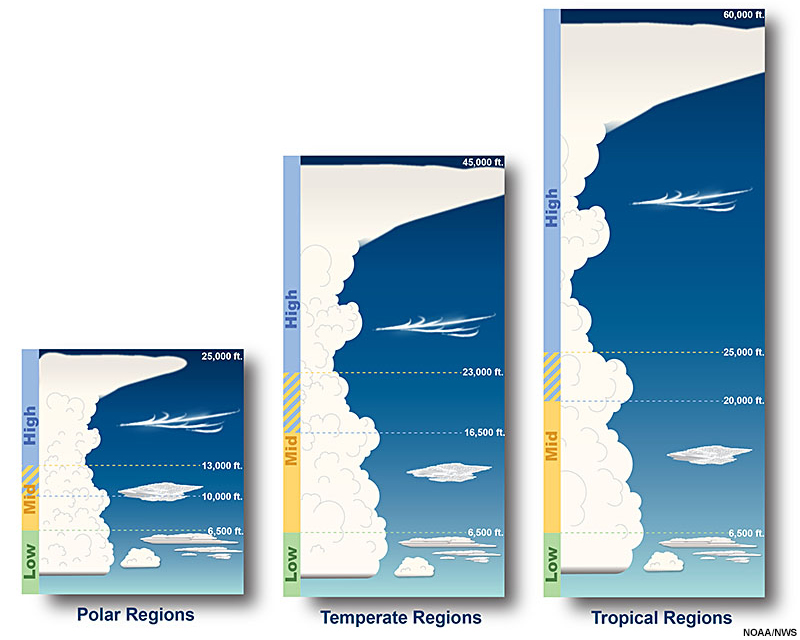 25,000 ft.
High
13,000 ft.
Mid
10,000 ft.
6,500 ft.
Low
Polar Regions
45,000 ft.
High
23,000 ft.
16,500 ft.
Mid
6,500 ft.
Low
Temperate Regions
60,000 ft.
High
25,000 ft.
20,000 ft.
Mid
6,500 ft.
Low
Tropical Regions
NOAA/NWS